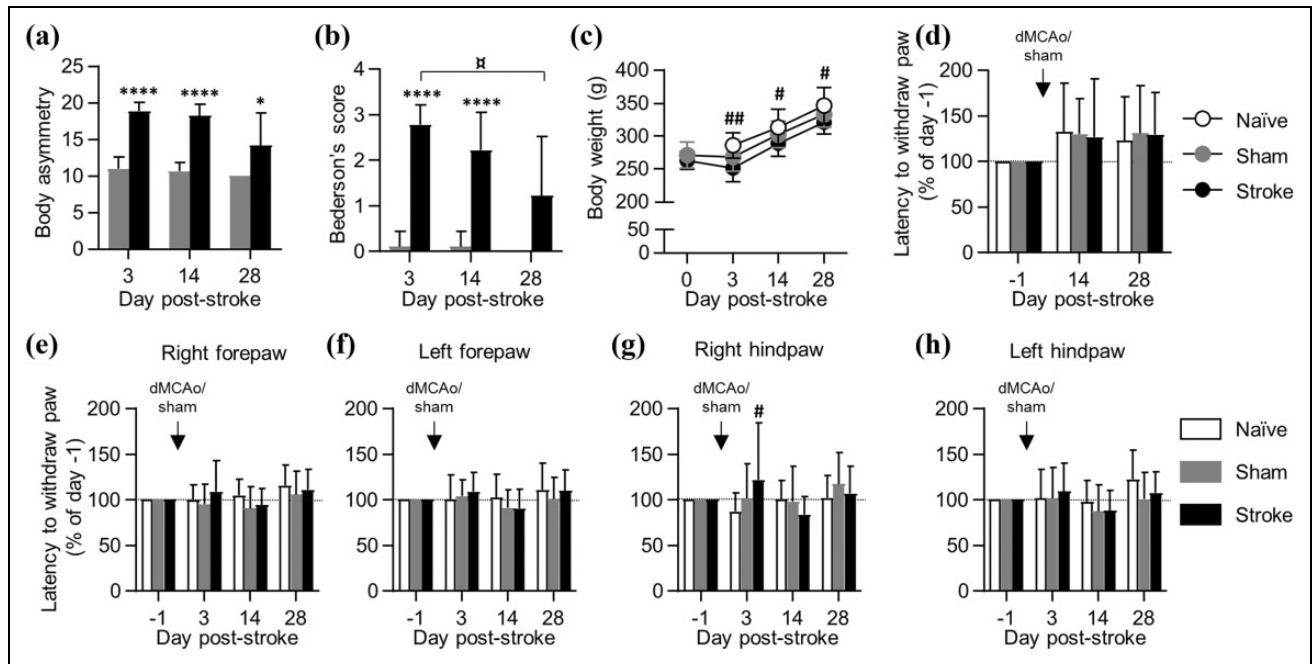 (a)
Body asymmetry
25
20
15
10
5
0
**** **** *
3 14 28
Day post-stroke
(b)
Bederson's score
4
3
2
1
0
¤
**** ****
3 14 28
Day post-stroke
(c)
Body weight (g)
400
350
300
250
200
50
0
## # #
0 3 14 28
Day post-stroke
(d)
dMCAo/
sham
Latency to withdraw paw
(% of day -1)
200
150
100
50
0
-1 14 28
Day post-stroke
Naïve
Sham
Stroke
(e)
Right forepaw
dMCAo/
sham
Latency to withdraw paw
(% of day -1)
200
150
100
50
0
-1 3 14 28
Day post-stroke
(f)
Left forepaw
dMCAo/
sham
200
150
100
50
0
-1 3 14 28
Day post-stroke
(g)
Right hindpaw
dMCAo/
sham
#
200
150
100
50
0
-1 3 14 28
Day post-stroke
(h)
Left hindpaw
dMCAo/
sham
200
150
100
50
0
-1 3 14 28
Day post-stroke
Naïve
Sham
Stroke